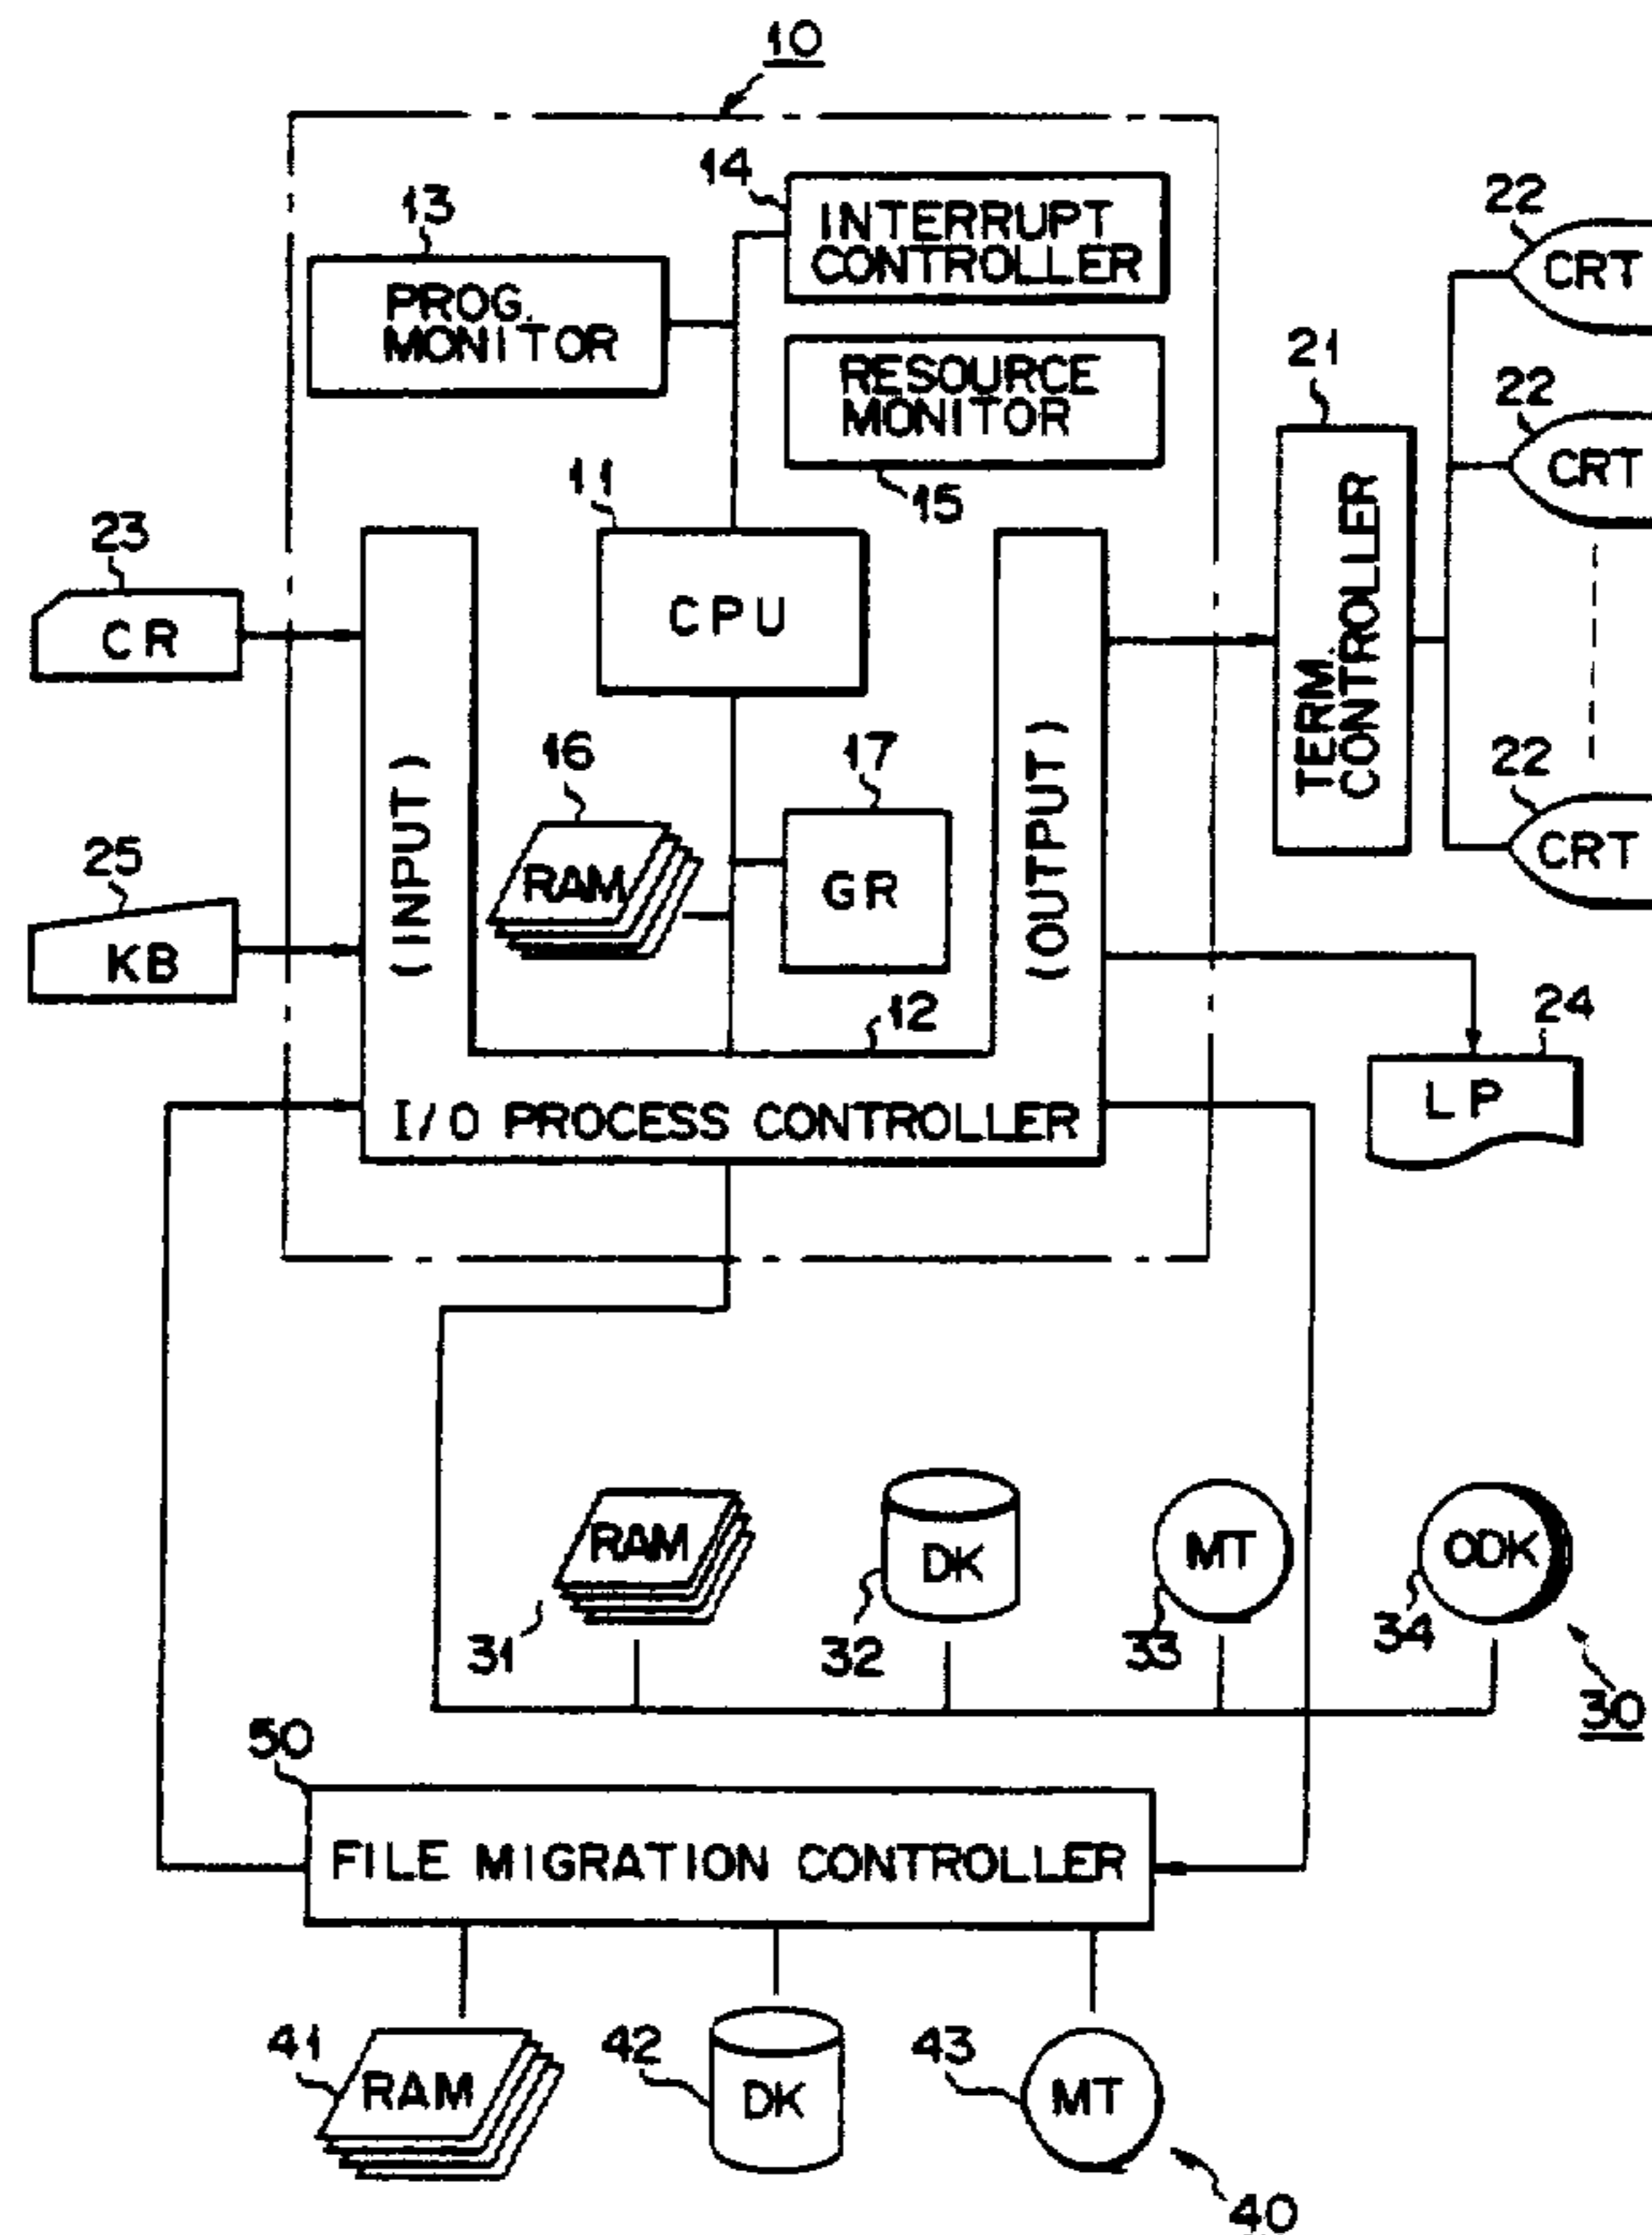 10
14
INTERRUPT
CONTROLLER
13
PROG.
MONITOR
22
CRT
RESOURCE
MONITOR
15
21
TERM.
CONTROLLER
22
CRT
11
CPU
23
CR
(INPUT)
(OUTPUT)
16
RAM
17
GR
22
CRT
25
KB
12
I/O PROCESS CONTROLLER
24
LP
RAM
31
DK
32
MT
33
ODK
34
30
50
FILE MIGRATION CONTROLLER
41
RAM
42
DK
43
MT
40